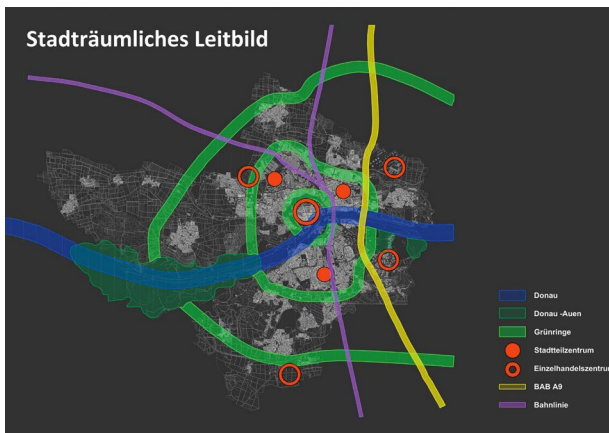 Stadträumliches Leitbild
Donau
Donau -Auen
Grünringe
Stadtteilzentrum
Einzelhandelszentrum
BAB A9
Bahnlinie